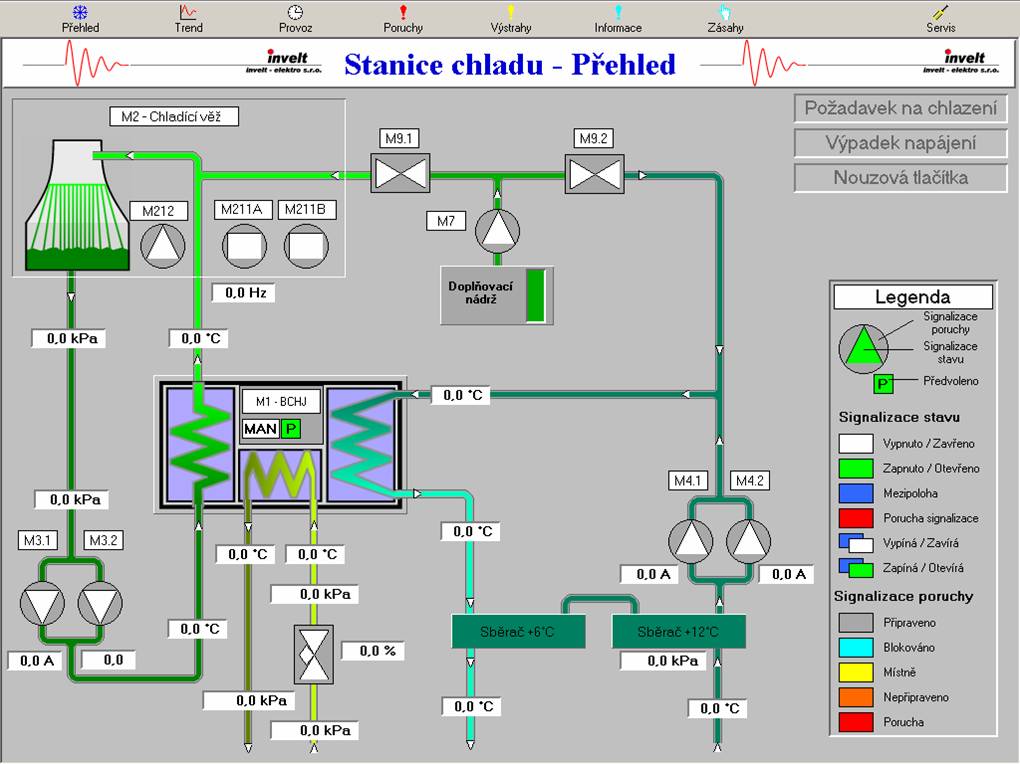 Přehled
Trend
Provoz
Poruchy
Výstrahy
Informace
Zásahy
Servis
invelt
invelt - elektro s.r.o.
Stanice chladu - Přehled
invelt
invelt - elektro s.r.o.
M2 - Chladící věž
Požadavek na chlazení
Výpadek napájení
Nouzová tlačítka
M9.1
M9.2
M212
M211A
M211B
M7
0,0 Hz
Doplňovací
nádrž
0,0 kPa
0,0 °C
M1 - BCHJ
MAN
P
0,0 °C
0,0 kPa
M4.1
M4.2
M3.1
M3.2
0,0 °C
0,0 °C
0,0 °C
0,0 A
0,0 A
0,0 kPa
0,0 °C
Sběrač +6°C
Sběrač +12°C
0,0 A
0,0
0,0 %
0,0 kPa
0,0 kPa
0,0 °C
0,0 °C
0,0 kPa
Legenda
Signalizace
poruchy
Signalizace
stavu
P
Předvoleno
Signalizace stavu
Vypnuto / Zavřeno
Zapnuto / Otevřeno
Mezipoloha
Porucha signalizace
Vypíná / Zavírá
Zapíná / Otevírá
Signalizace poruchy
Připraveno
Blokováno
Místně
Nepřipraveno
Porucha